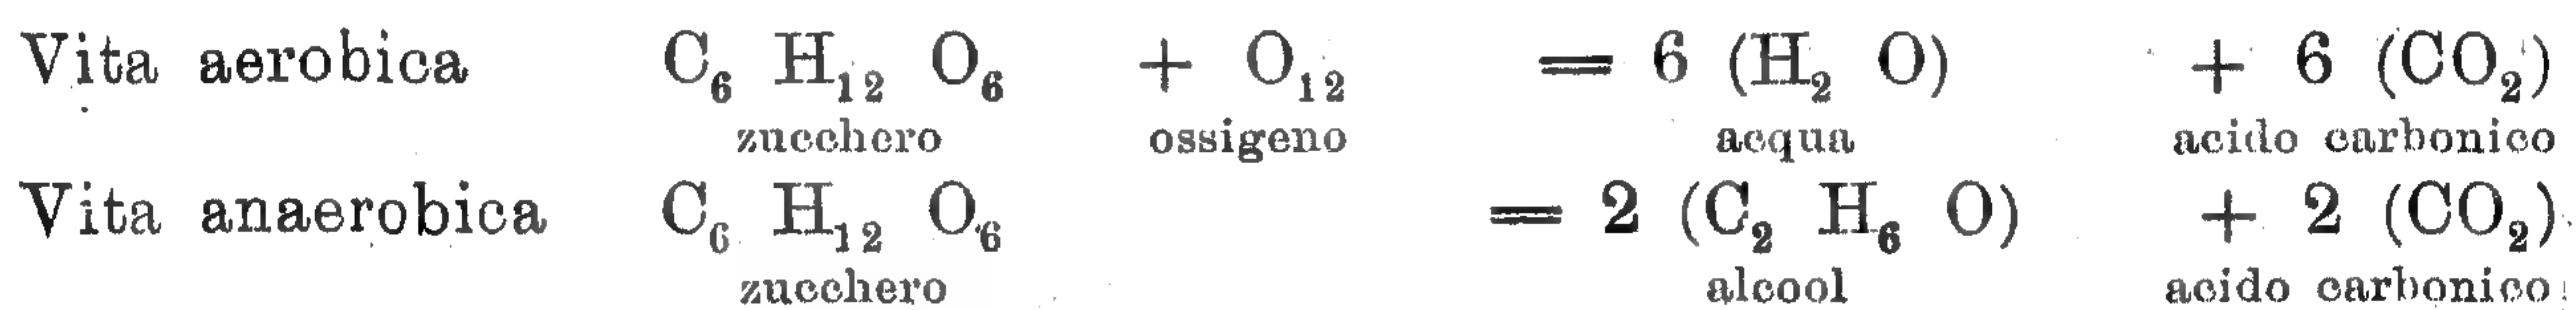 Vita aerobica C₆ H₁₂ O₆ + O₁₂ = 6 (H₂ O) + 6 (CO₂)
zucchero ossigeno acqua acido carbonico
Vita anaerobica C₆ H₁₂ O₆ = 2 (C₂ H₆ O) + 2 (CO₂)
zucchero alcool acido carbonico